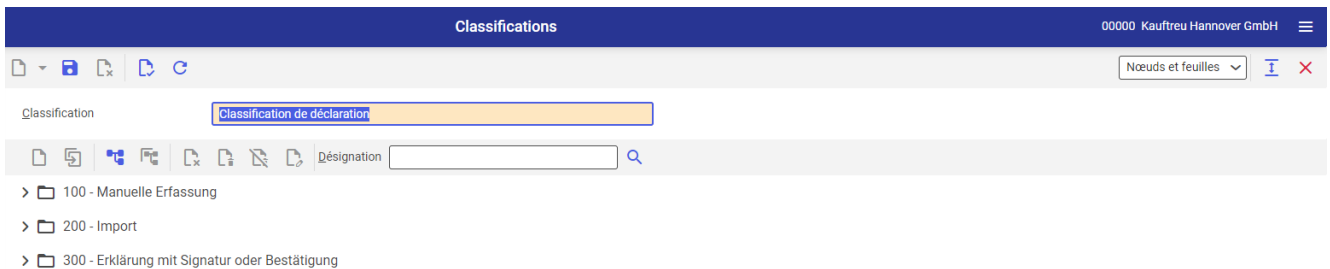 Classifications
00000 Kauftreu Hannover GmbH
Nœuds et feuilles
Classification
Classification de déclaration
Désignation
100 - Manuelle Erfassung
200 - Import
300 - Erklärung mit Signatur oder Bestätigung